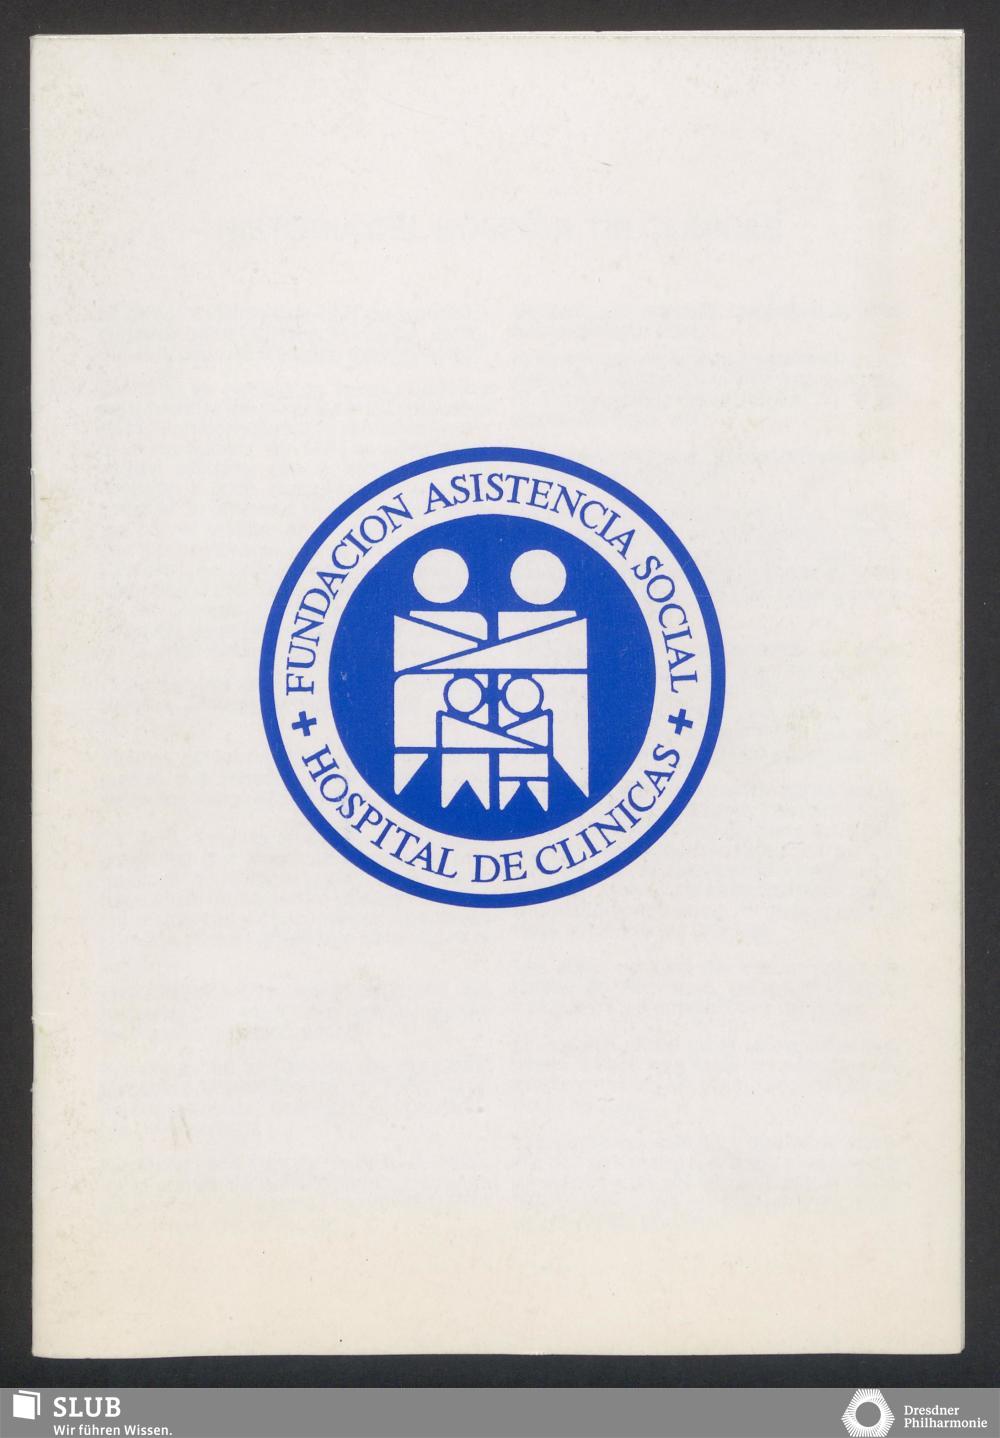 FUNDACION ASISTENCIA SOCIAL
+ HOSPITAL DE CLINICAS +
SLUB
Wir führen Wissen.
Dresdner
Philharmonie